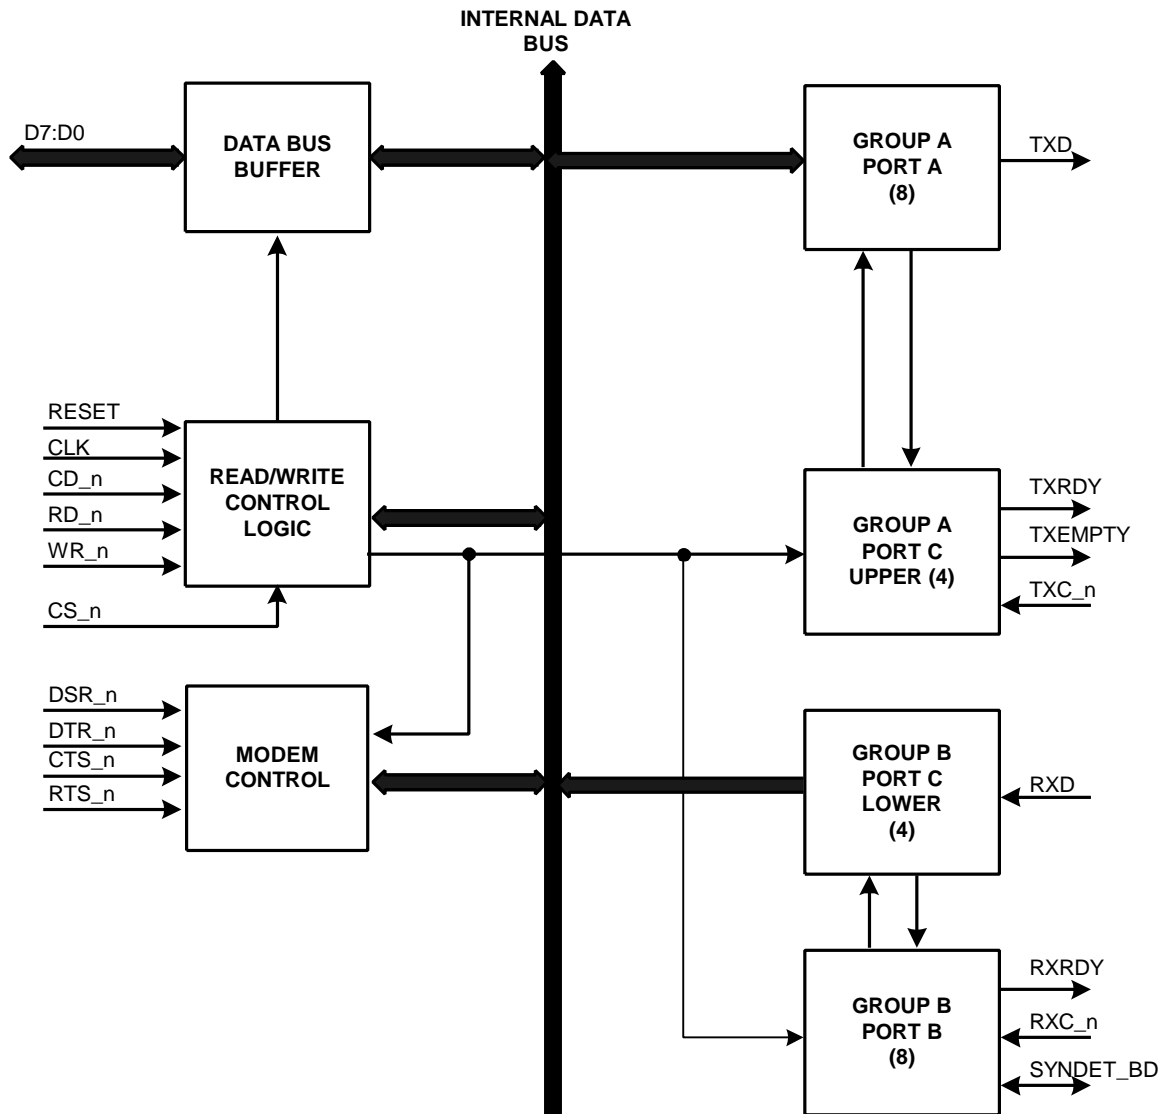 INTERNAL DATA
BUS
D7:D0
DATA BUS
BUFFER
GROUP A
PORT A
(8)
TXD
RESET
CLK
CD_n
RD_n
WR_n
CS_n
READ/WRITE
CONTROL
LOGIC
GROUP A
PORT C
UPPER (4)
TXRDY
TXEMPTY
TXC_n
DSR_n
DTR_n
CTS_n
RTS_n
MODEM
CONTROL
GROUP B
PORT C
LOWER
(4)
RXD
GROUP B
PORT B
(8)
RXRDY
RXC_n
SYNDET_BD